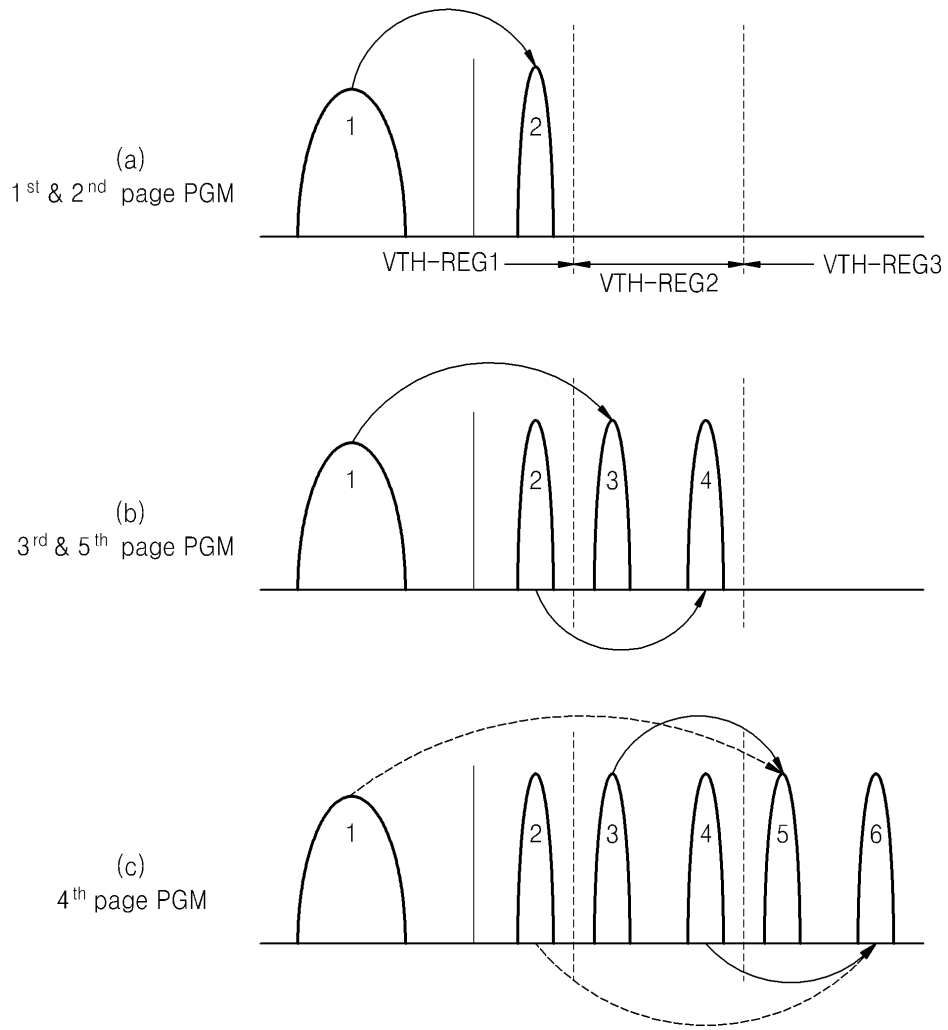 1
2
(a)
1st & 2nd page PGM
VTH-REG1
VTH-REG2
VTH-REG3
1
2
3
4
(b)
3rd & 5th page PGM
1
2
3
4
5
6
(c)
4th page PGM